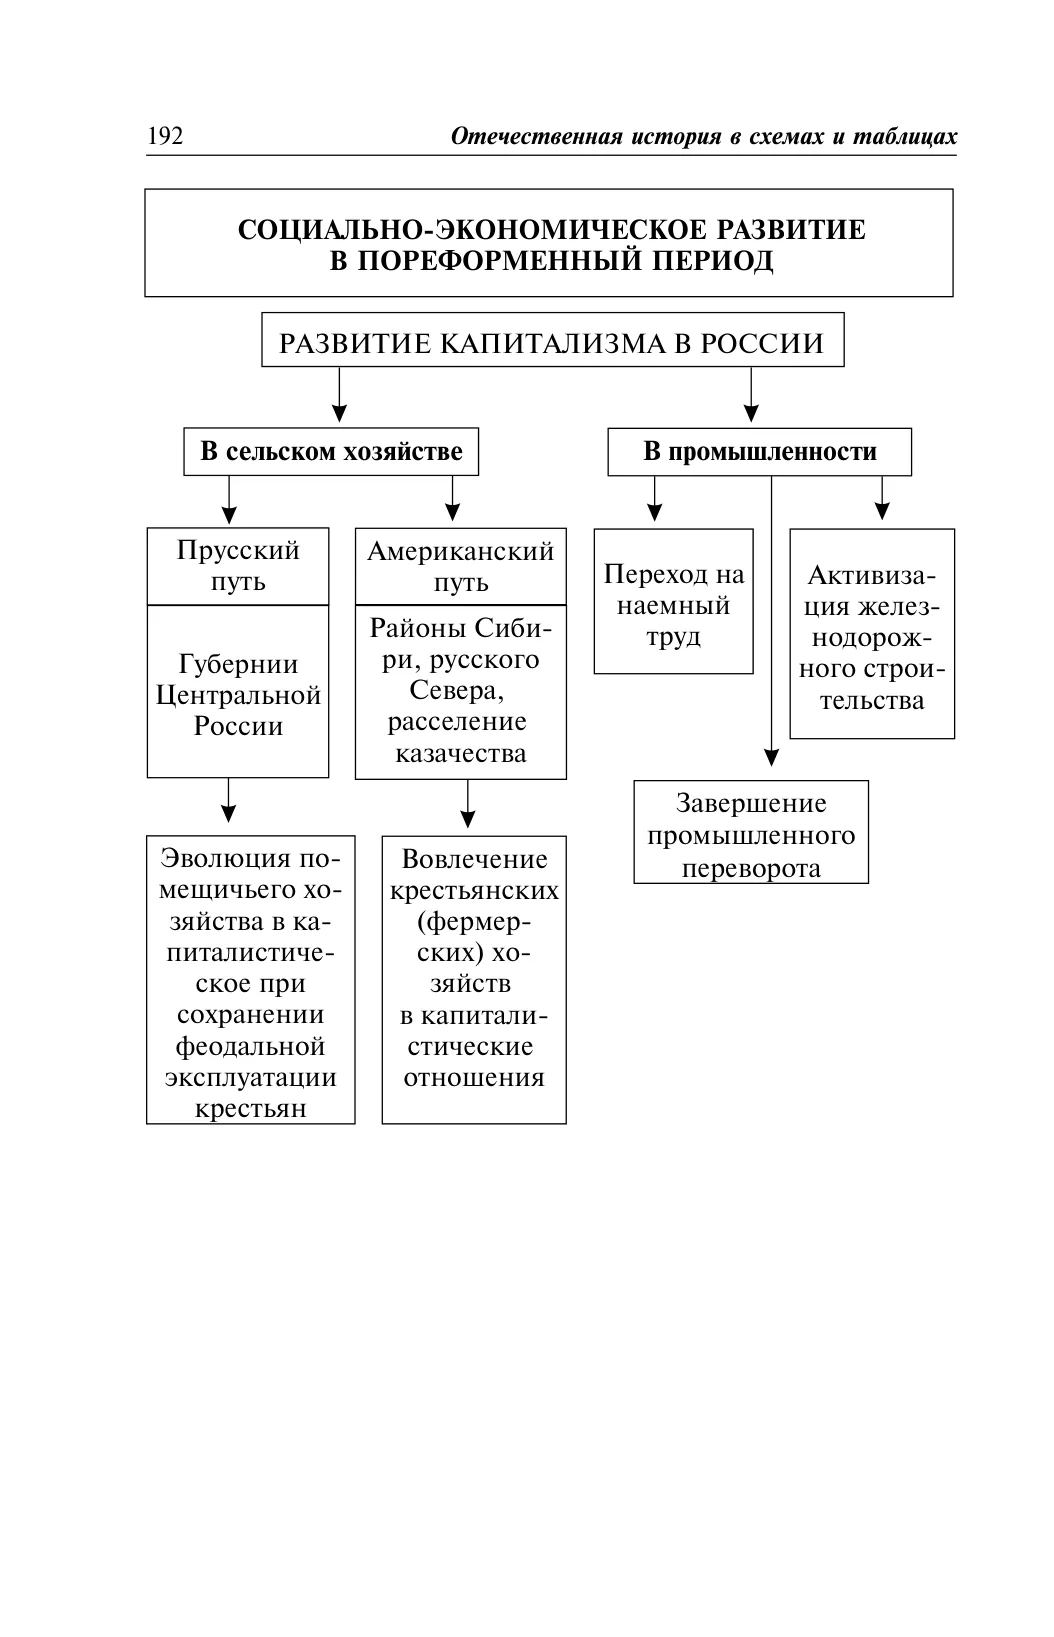 192
Отечественная история в схемах и таблицах
СОЦИАЛЬНО-ЭКОНОМИЧЕСКОЕ РАЗВИТИЕ
В ПОРЕФОРМЕННЫЙ ПЕРИОД
РАЗВИТИЕ КАПИТАЛИЗМА В РОССИИ
В сельском хозяйстве
В промышленности
Прусский
путь
Губернии
Центральной
России
Эволюция по-
мещичьего хо-
зяйства в ка-
питалистиче-
ское при
сохранении
феодальной
эксплуатации
крестьян
Американский
путь
Районы Сиби-
ри, русского
Севера,
расселение
казачества
Вовлечение
крестьянских
(фермер-
ских) хо-
зяйств
в капитали-
стические
отношения
Переход на
наемный
труд
Активиза-
ция желез-
нодорож-
ного строи-
тельства
Завершение
промышленного
переворота